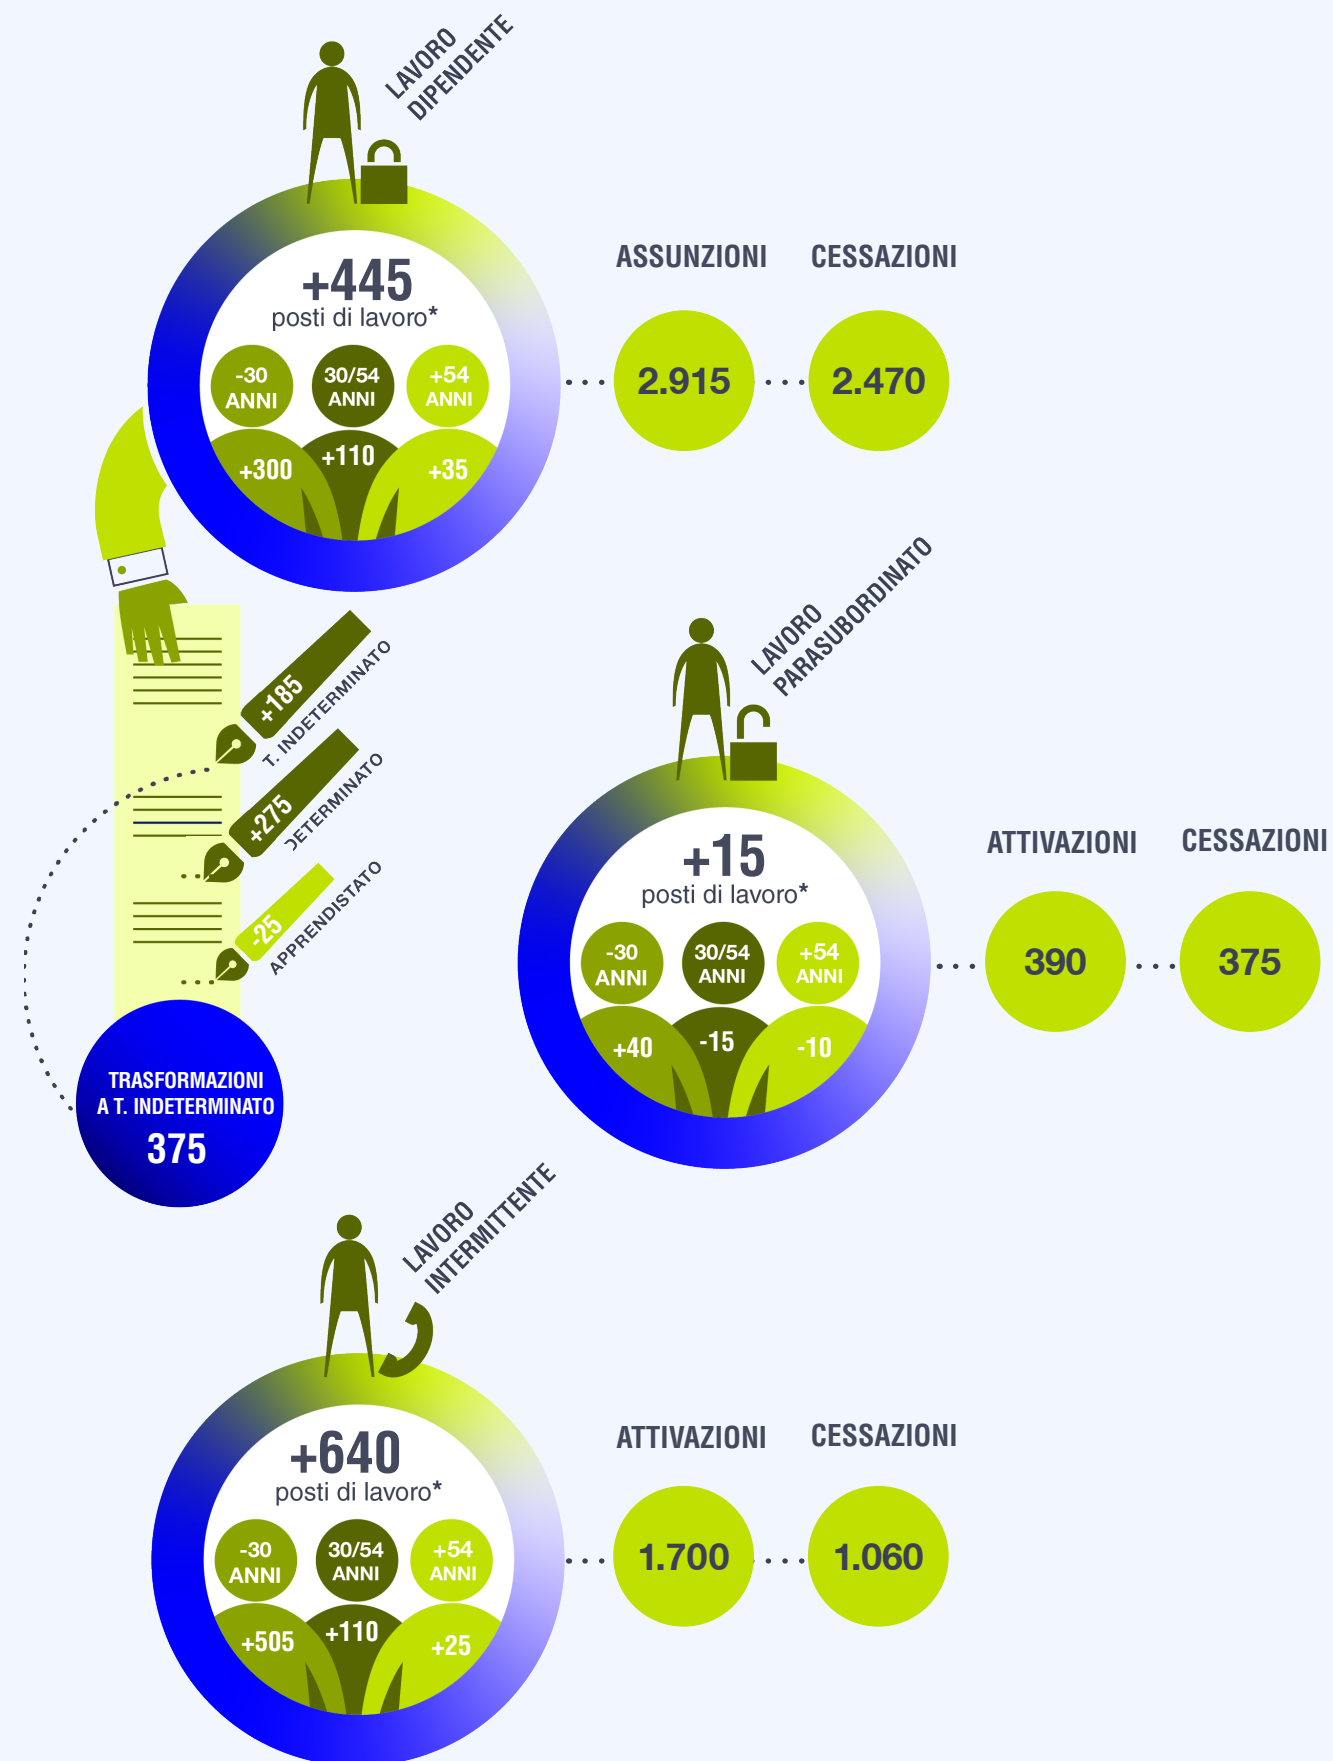 LAVORO
DIPENDENTE
+445
posti di lavoro*
-30
ANNI
30/54
ANNI
+54
ANNI
+300
+110
+35
ASSUNZIONI
CESSAZIONI
2.915
2.470
+185
T. INDETERMINATO
+275
DETERMINATO
-25
APPRENDISTATO
TRASFORMAZIONI
A T. INDETERMINATO
375
LAVORO
PARASUBORDINATO
+15
posti di lavoro*
-30
ANNI
30/54
ANNI
+54
ANNI
+40
-15
-10
ATTIVAZIONI
CESSAZIONI
390
375
LAVORO
INTERMITTENTE
+640
posti di lavoro*
-30
ANNI
30/54
ANNI
+54
ANNI
+505
+110
+25
ATTIVAZIONI
CESSAZIONI
1.700
1.060